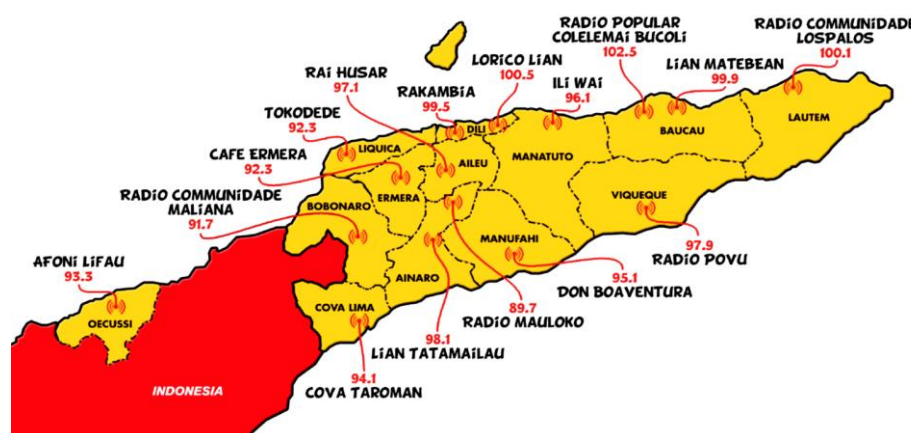 RADIO POPULAR
COLELEMAI BUCOLI
102.5
RADIO COMMUNIDADE
LOSPALOS
100.1
LORICO LIAN
100.5
LIAN MATEBEAN
99.9
RAI HUSAR
97.1
RAKAMBIA
99.5
ILI WAI
96.1
TOKODEDE
92.3
CAFE ERMERA
92.3
RADIO COMMUNIDADE
MALIANA
91.7
AFONI LIFAU
93.3
DILI
LIQUICA
AILEU
MANATUTO
BAUCAU
LAUTEM
ERMERA
BOBONARO
VIQUEQUE
MANUFAHI
AINARO
COVA LIMA
OECUSSI
97.9
RADIO POVU
95.1
DON BOAVENTURA
89.7
RADIO MAULOKO
98.1
LIAN TATAMAILAU
94.1
COVA TAROMAN
INDONESIA